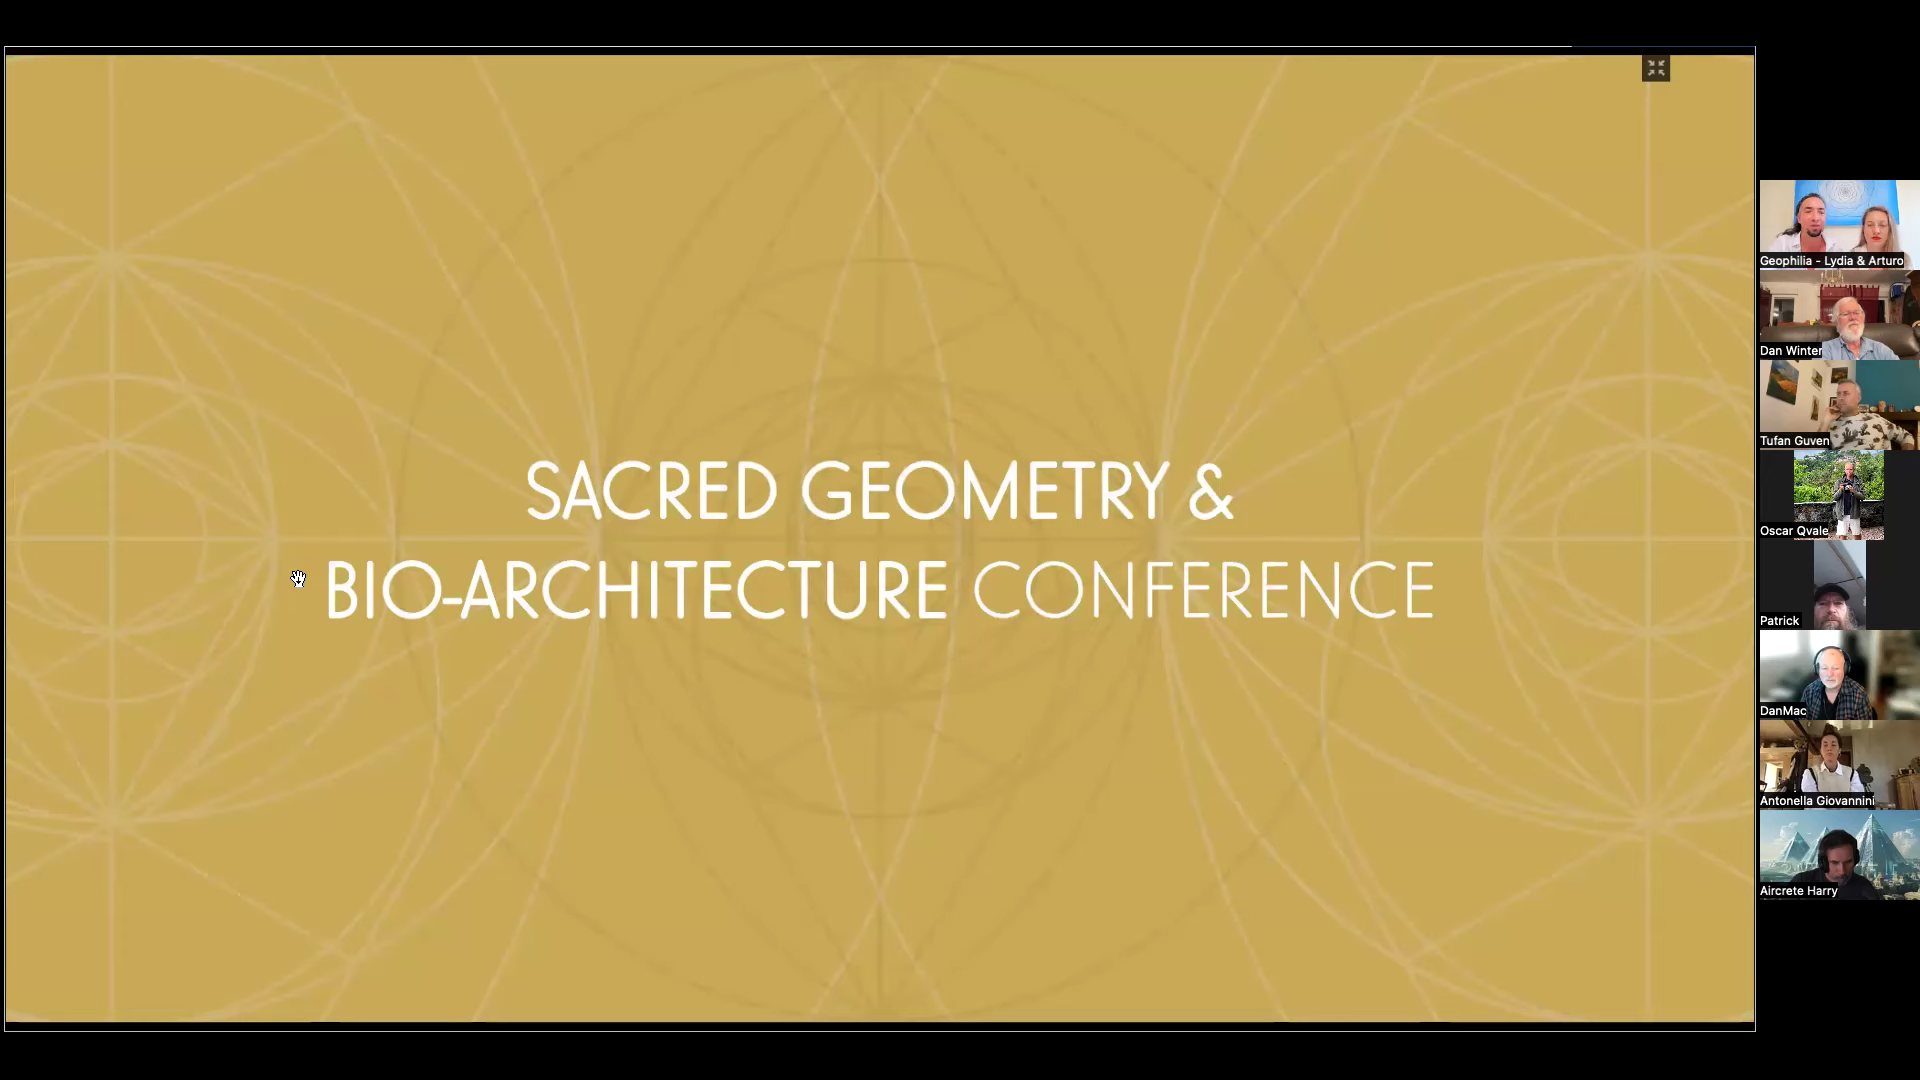 SACRED GEOMETRY &
BIO-ARCHITECTURE CONFERENCE
Geophilia - Lydia & Arturo
Dan Winter
Tufan Guven
Oscar Qvale
Patrick
DanMac
Antonella Giovannini
Aircrete Harry